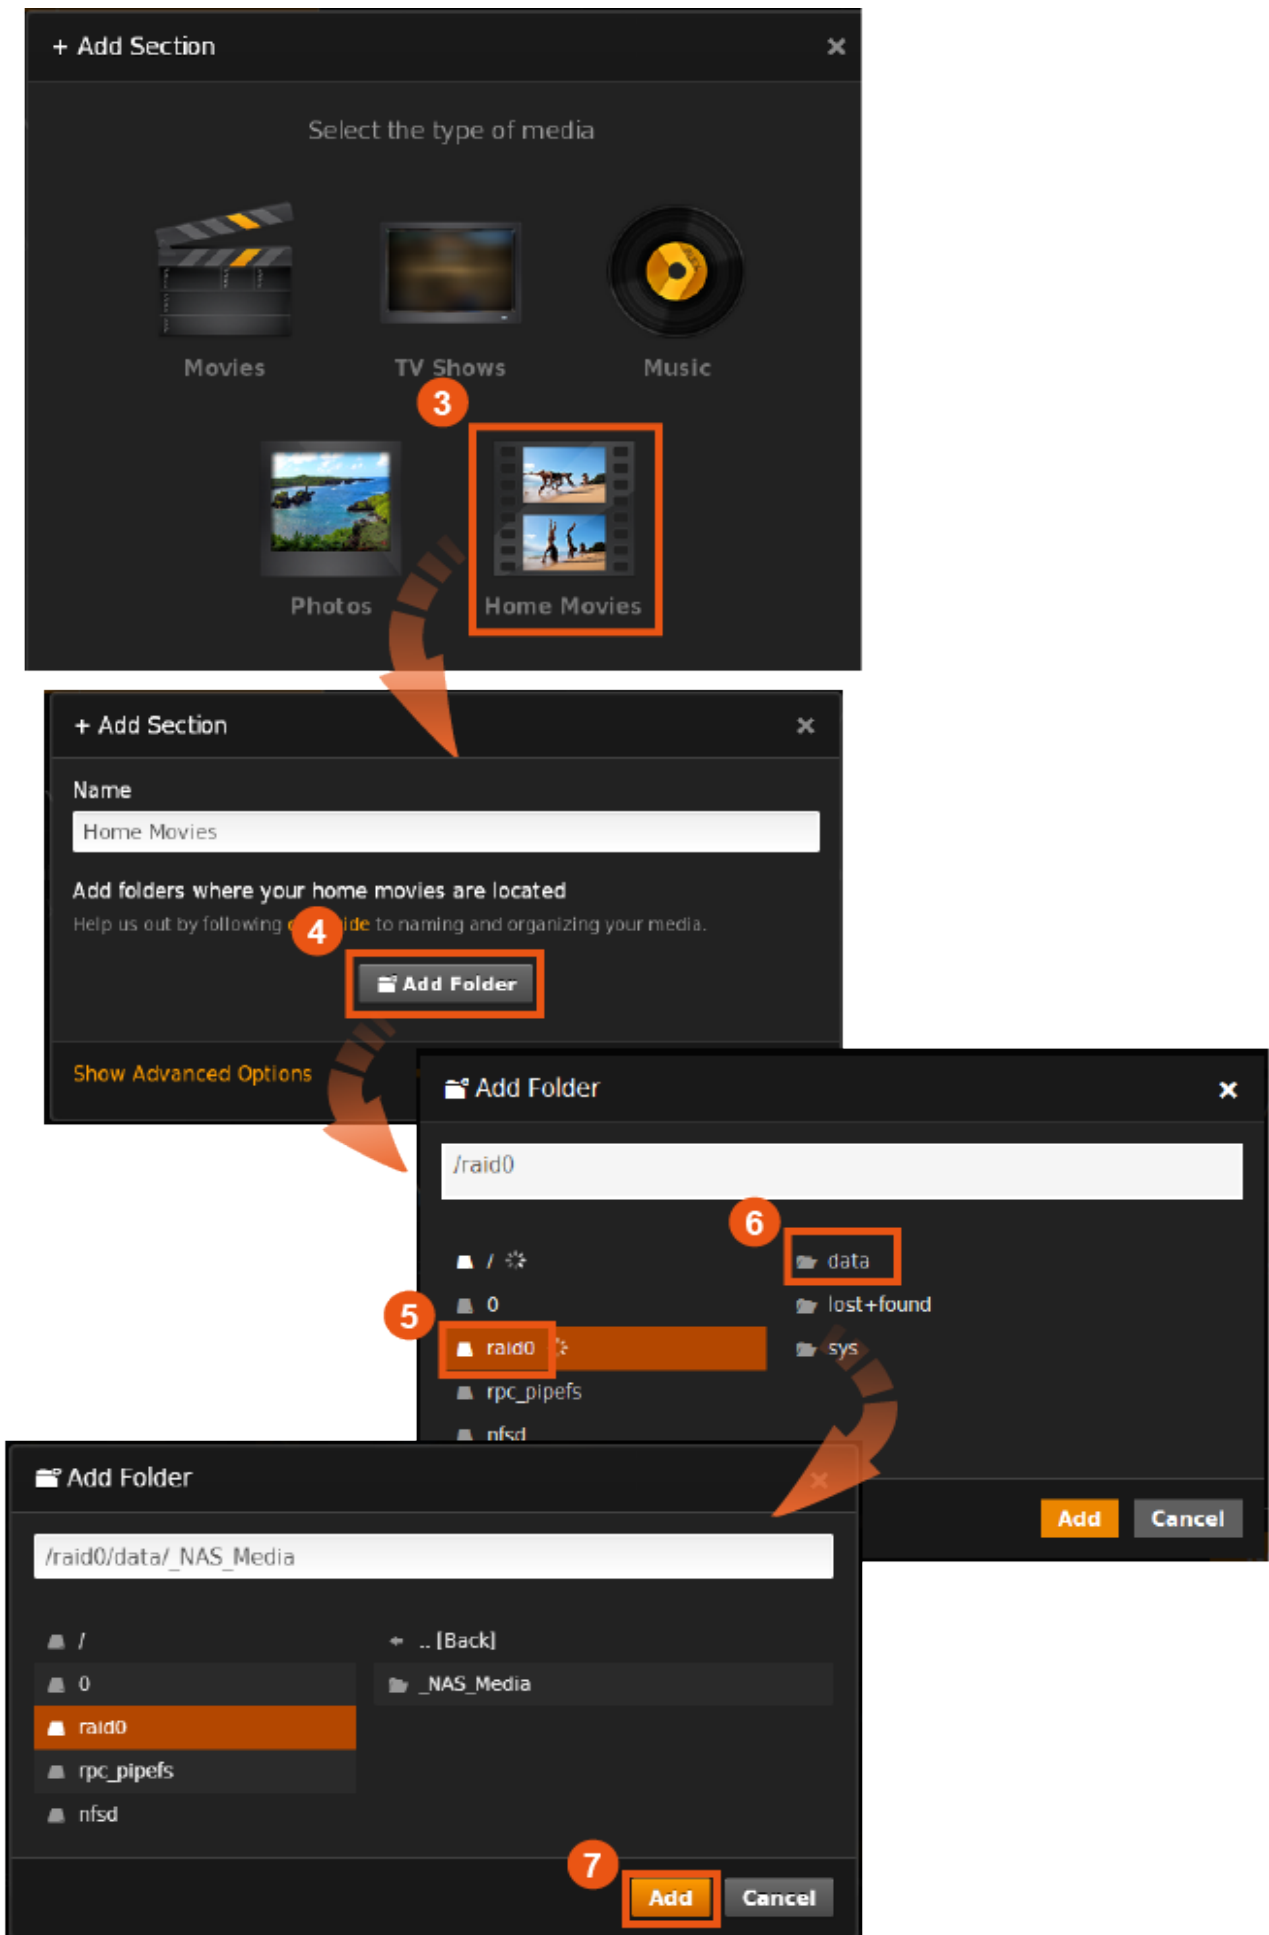 + Add Section
Select the type of media
Movies
TV Shows
Music
3
Photos
Home Movies
+ Add Section
Name
Home Movies
Add folders where your home movies are located
Help us out by following to naming and organizing your media.
4
Add Folder
Show Advanced Options
Add Folder
/raid0
6
/
data
0
lost+found
5
raid0
sys
rpc_pipefs
nfsd
Add Cancel
Add Folder
/raid0/data/_NAS_Media
/
.. [Back]
0
_NAS_Media
raid0
rpc_pipefs
nfsd
7
Add Cancel